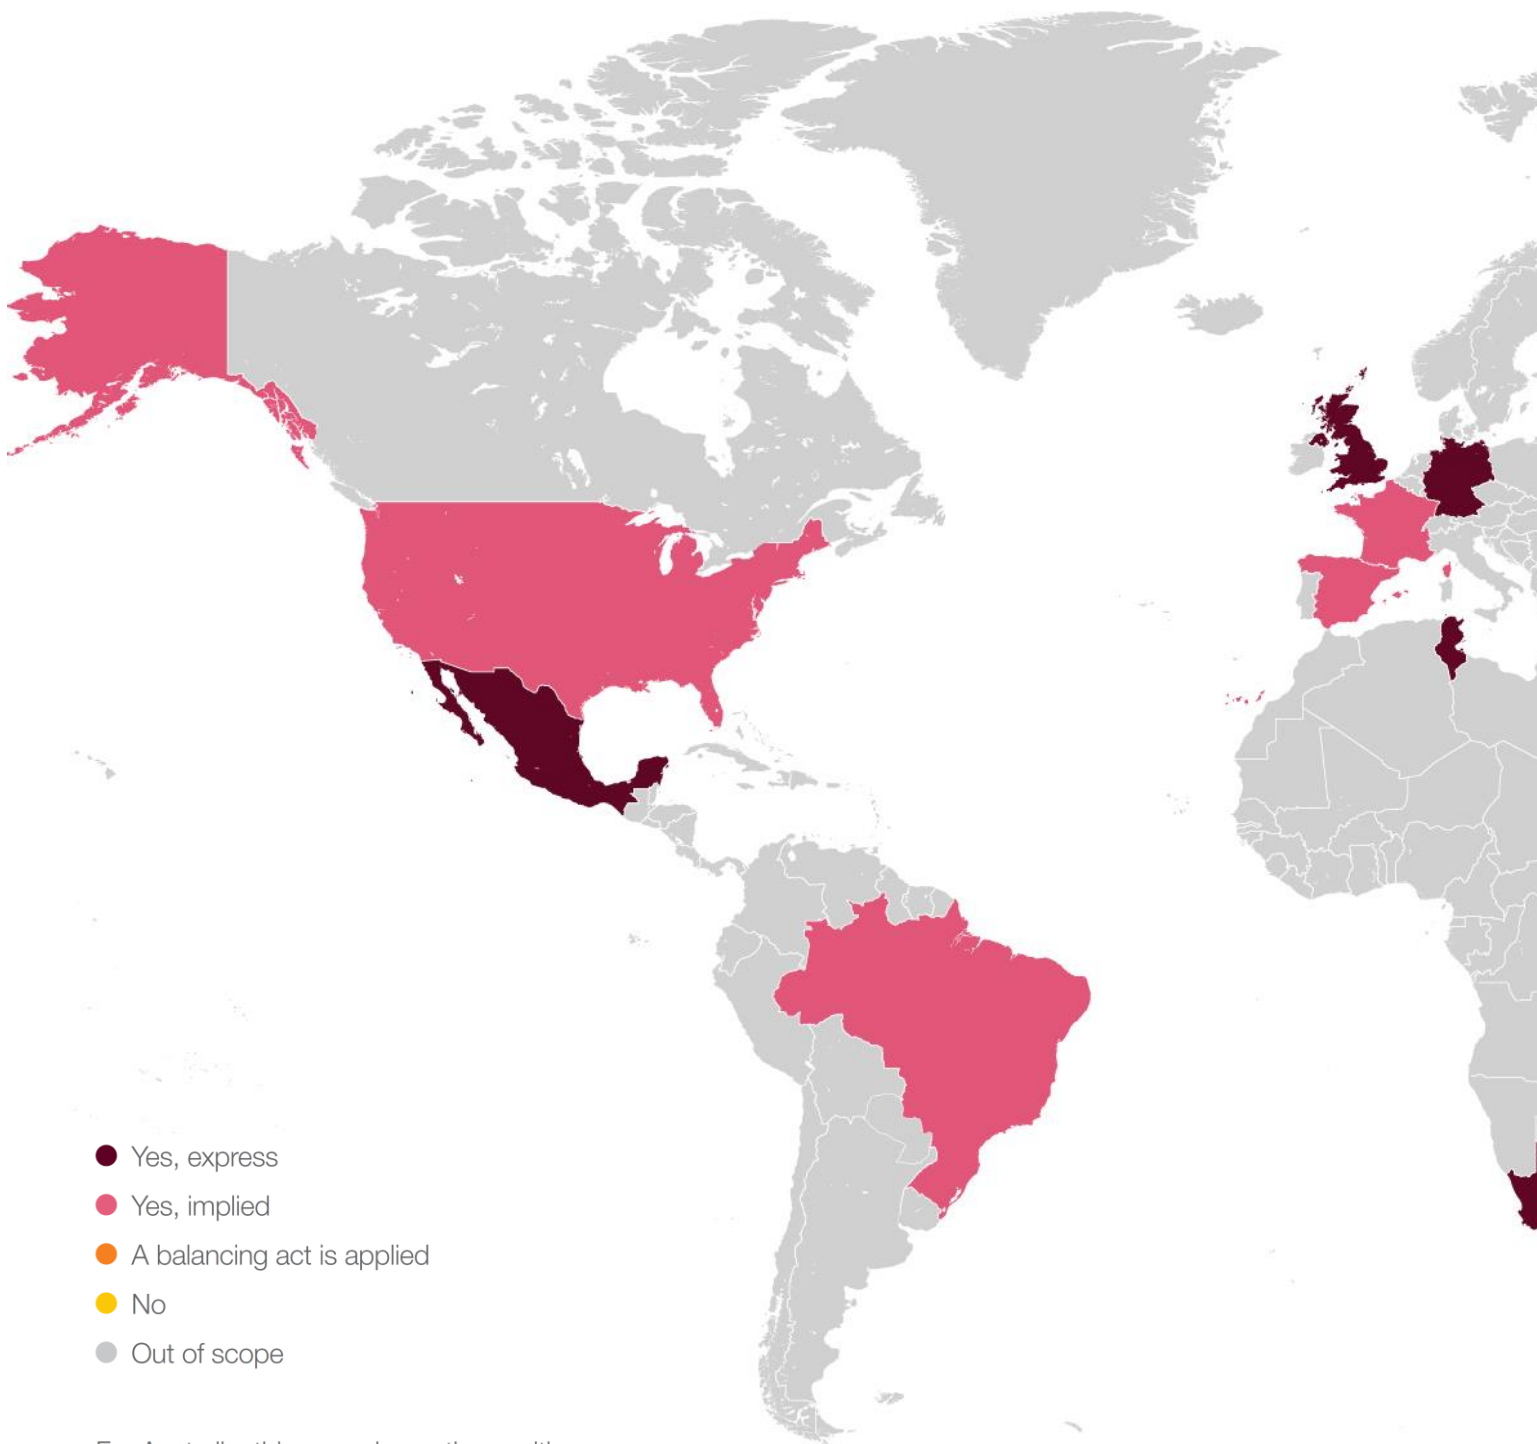 Yes, express
Yes, implied
A balancing act is applied
No
Out of scope